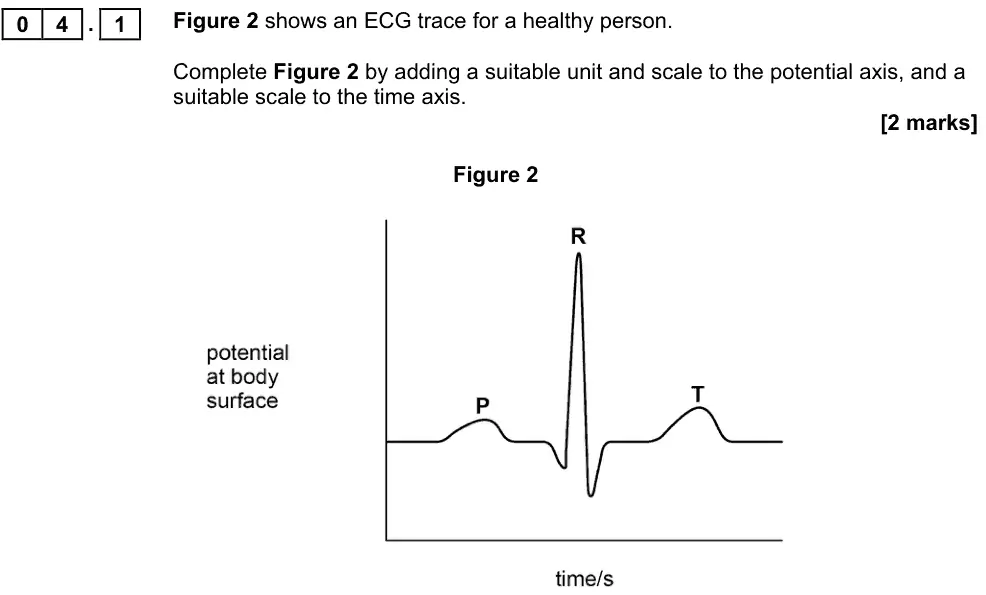 0 4 . 1 Figure 2 shows an ECG trace for a healthy person.
Complete Figure 2 by adding a suitable unit and scale to the potential axis, and a
suitable scale to the time axis.
[2 marks]
Figure 2
R
potential
at body
surface
P
T
time/s